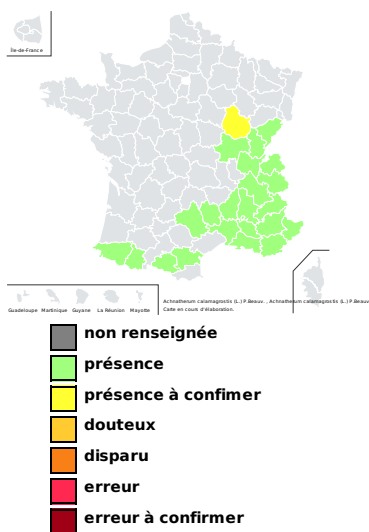 Île-de-France
Guadeloupe Martinique Guyane La Réunion Mayotte
Achnatherum calamagrostis (L.) P.Beauv. , Achnatherum calamagrostis (L.) P.Beauv
Carte en cours d'élaboration.
non renseignée
présence
présence à confimer
douteux
disparu
erreur
erreur à confirmer